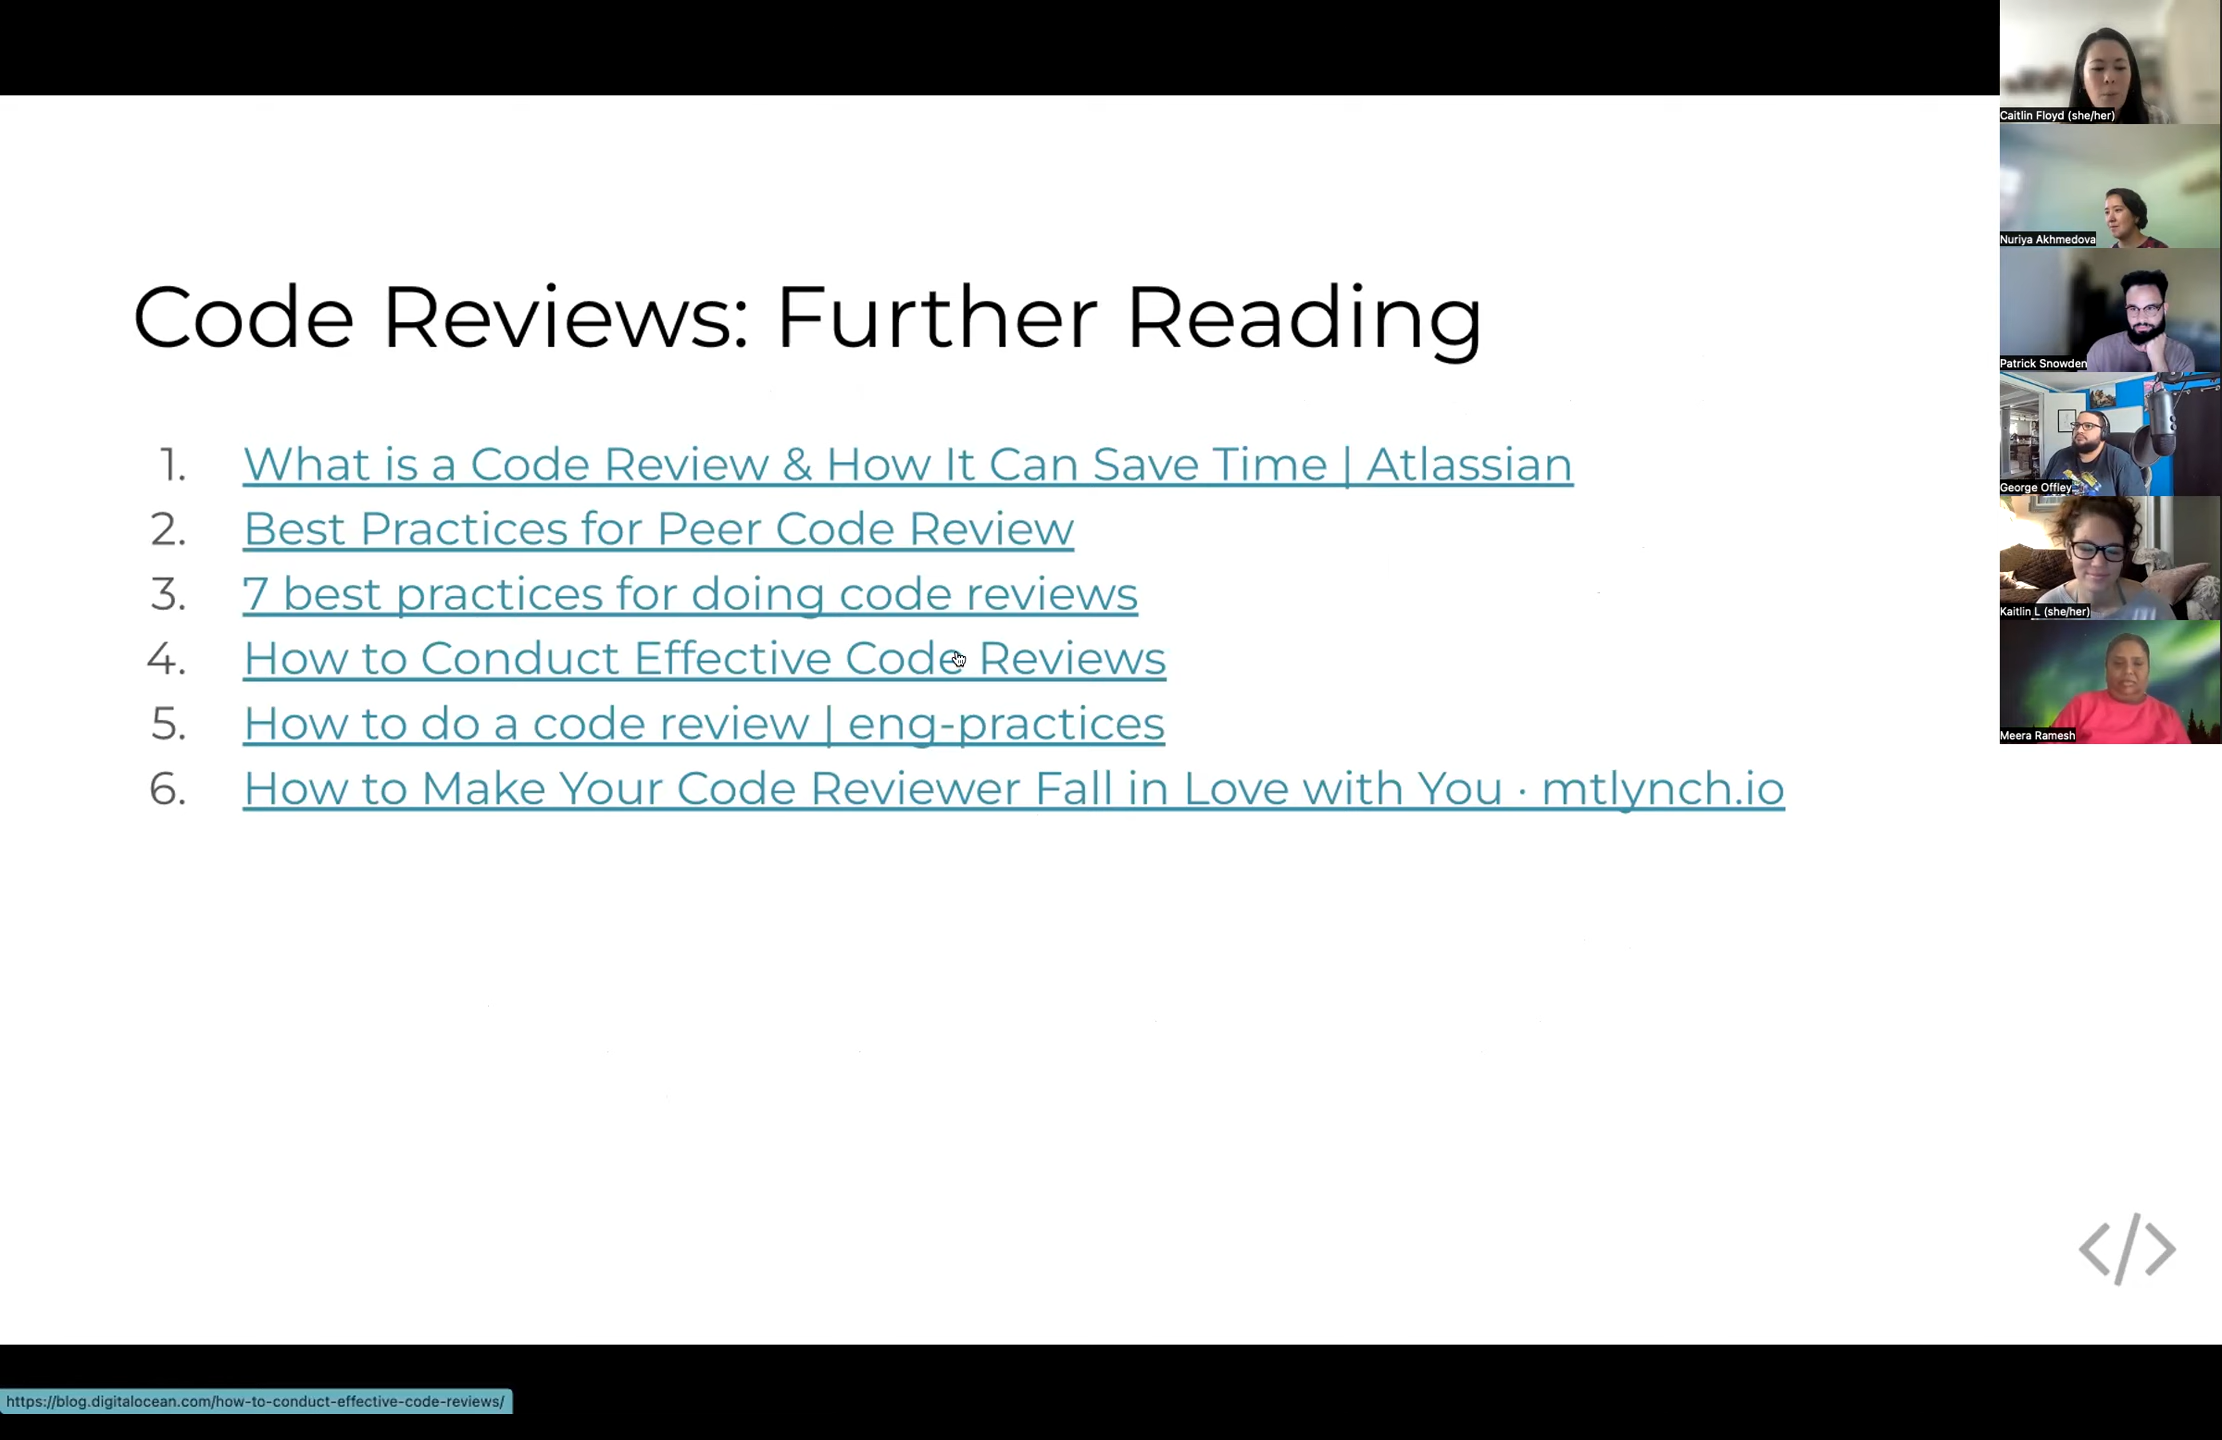 Code Reviews: Further Reading
1. What is a Code Review & How It Can Save Time | Atlassian
2. Best Practices for Peer Code Review
3. 7 best practices for doing code reviews
4. How to Conduct Effective Code Reviews
5. How to do a code review | eng-practices
6. How to Make Your Code Reviewer Fall in Love with You · mtlynch.io
</>
https://blog.digitalocean.com/how-to-conduct-effective-code-reviews/
Caitlin Floyd (she/her)
Nuriya Akhmedova
Patrick Snowden
George Offley
Kaitlin L (she/her)
Meera Ramesh